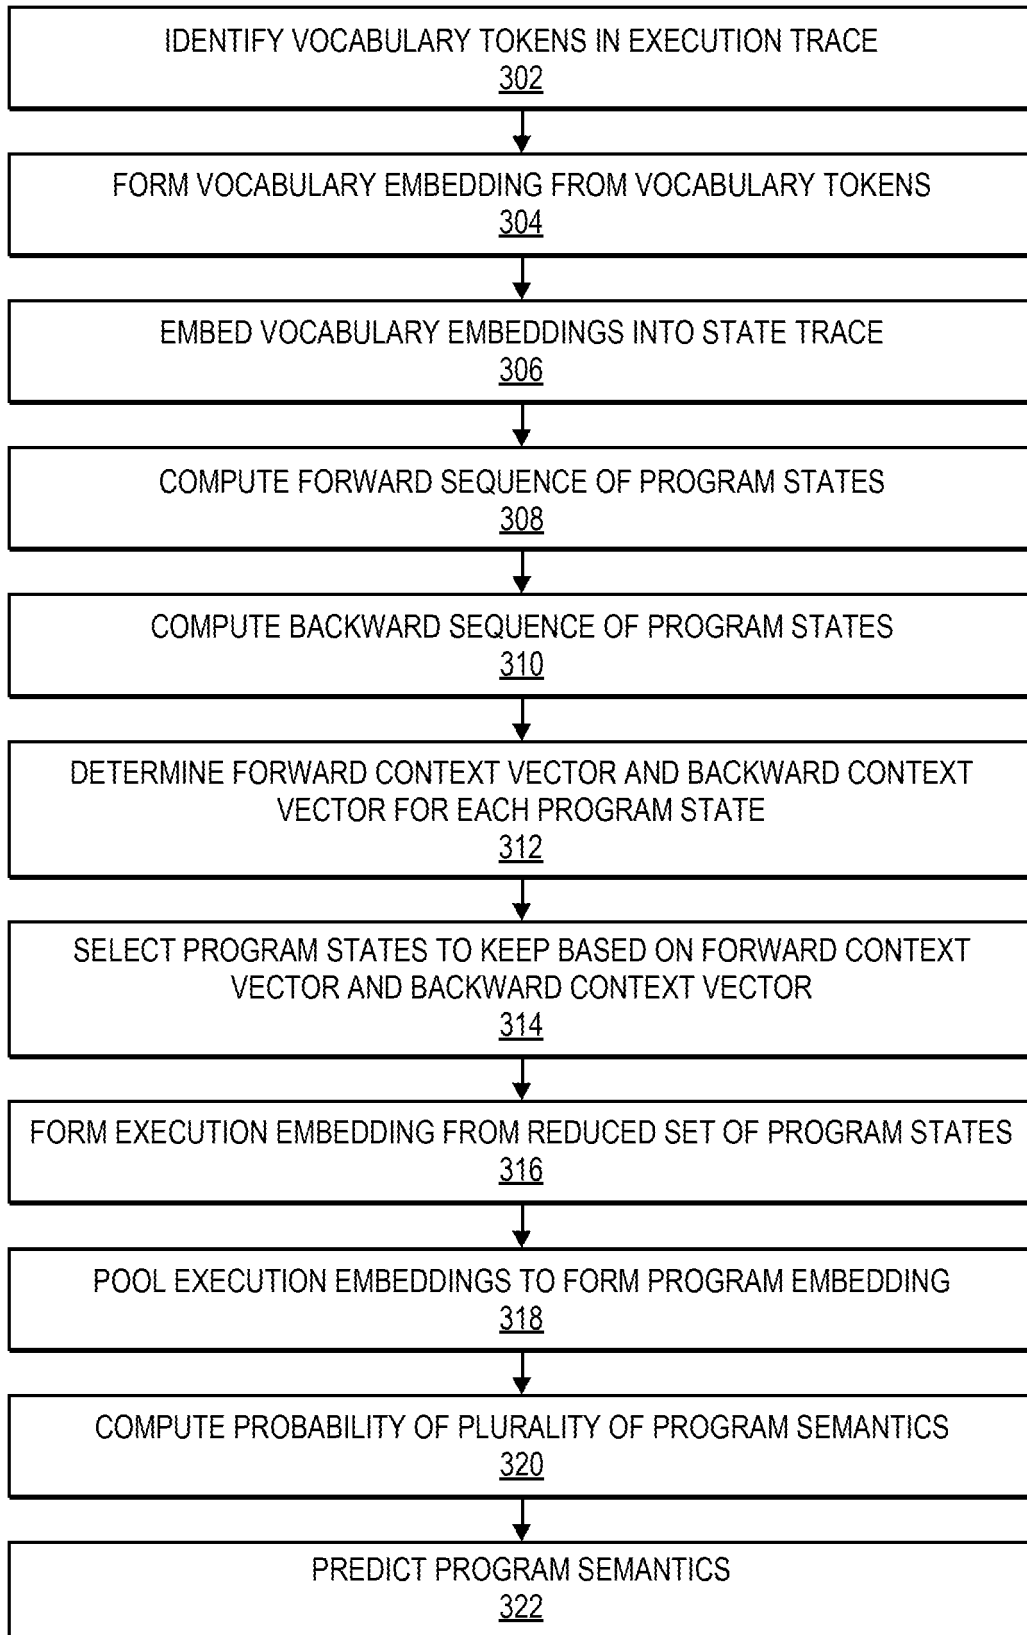 IDENTIFY VOCABULARY TOKENS IN EXECUTION TRACE
302
FORM VOCABULARY EMBEDDING FROM VOCABULARY TOKENS
304
EMBED VOCABULARY EMBEDDINGS INTO STATE TRACE
306
COMPUTE FORWARD SEQUENCE OF PROGRAM STATES
308
COMPUTE BACKWARD SEQUENCE OF PROGRAM STATES
310
DETERMINE FORWARD CONTEXT VECTOR AND BACKWARD CONTEXT
VECTOR FOR EACH PROGRAM STATE
312
SELECT PROGRAM STATES TO KEEP BASED ON FORWARD CONTEXT
VECTOR AND BACKWARD CONTEXT VECTOR
314
FORM EXECUTION EMBEDDING FROM REDUCED SET OF PROGRAM STATES
316
POOL EXECUTION EMBEDDINGS TO FORM PROGRAM EMBEDDING
318
COMPUTE PROBABILITY OF PLURALITY OF PROGRAM SEMANTICS
320
PREDICT PROGRAM SEMANTICS
322